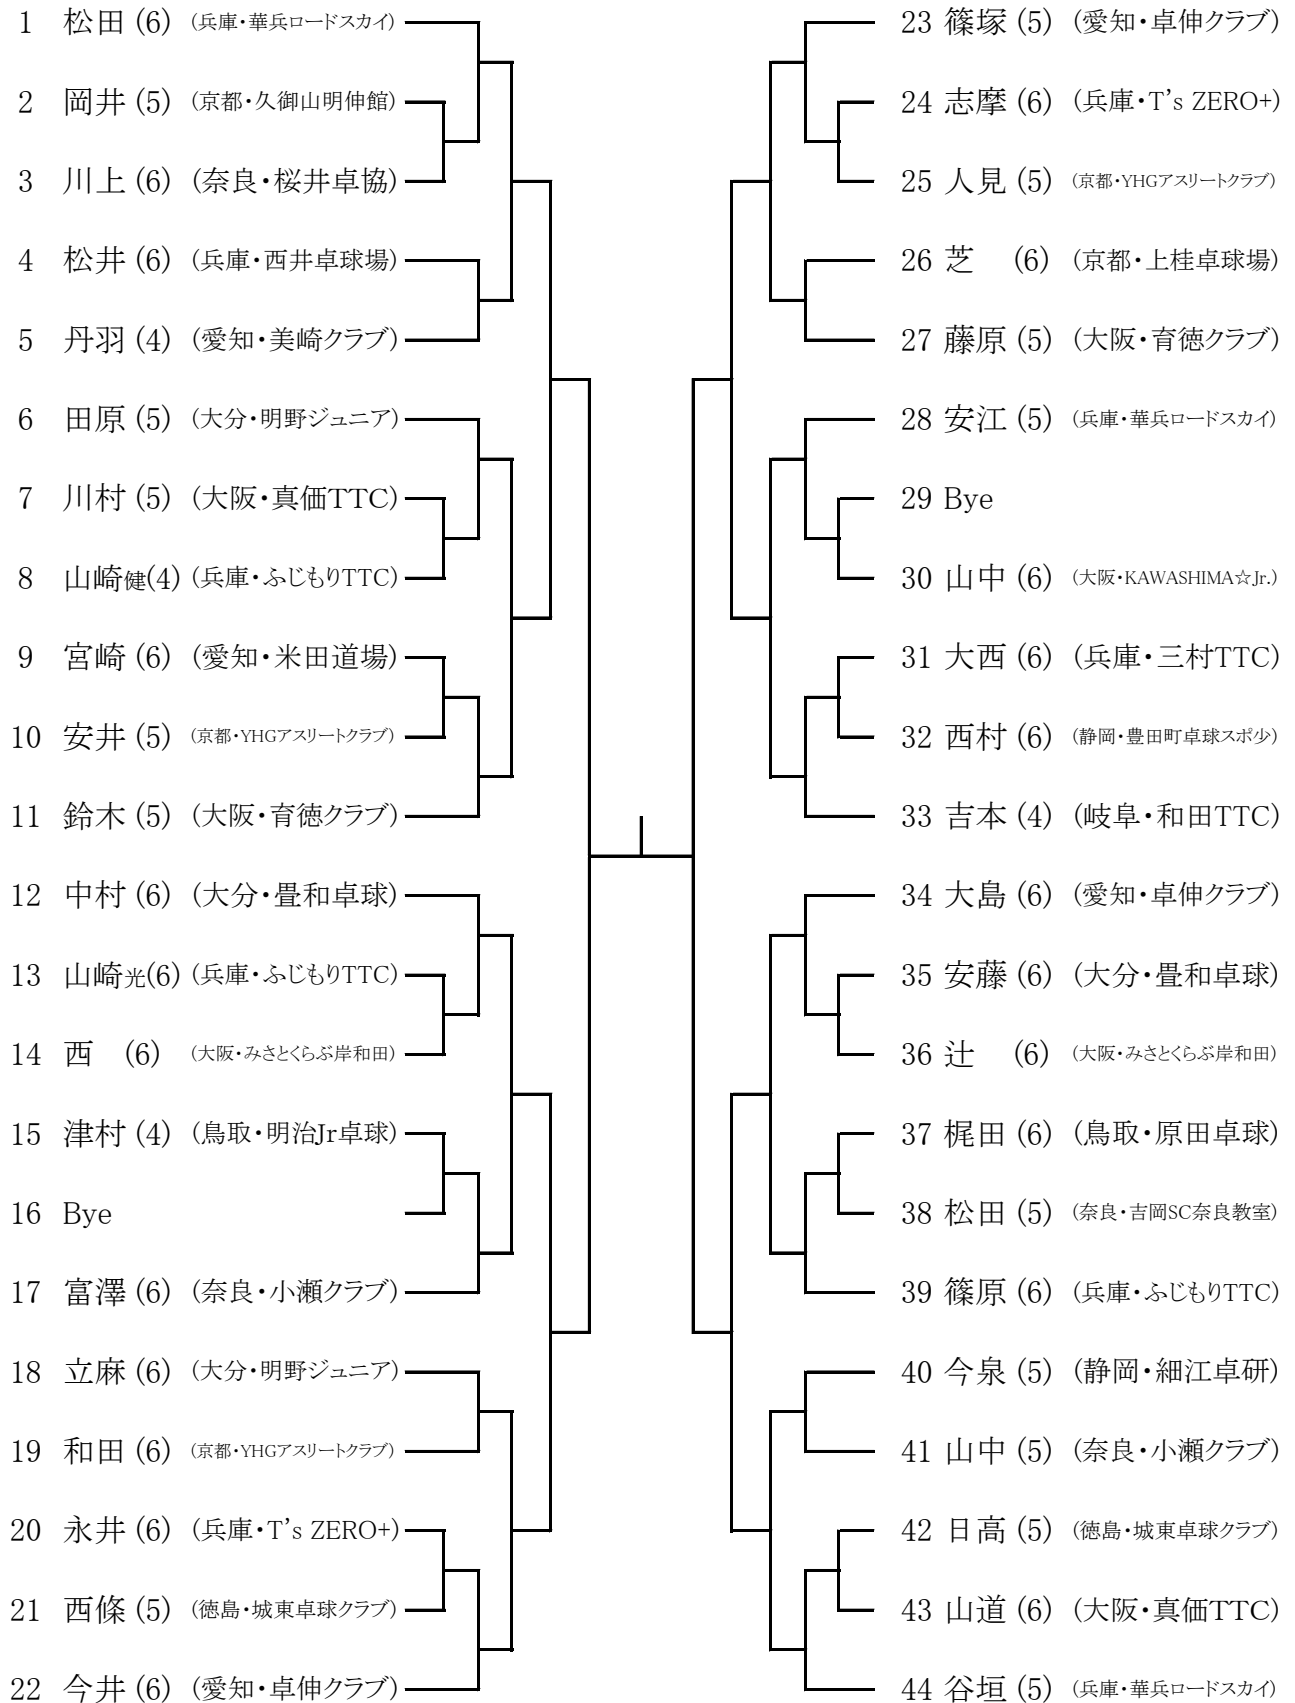 1 松田 (6) (兵庫・華兵ロードスカイ)
2 岡井 (5) (京都・久御山明伸館)
3 川上 (6) (奈良・桜井卓協)
4 松井 (6) (兵庫・西井卓球場)
5 丹羽 (4) (愛知・美崎クラブ)
6 田原 (5) (大分・明野ジュニア)
7 川村 (5) (大阪・真価TTC)
8 山崎健(4) (兵庫・ふじもりTTC)
9 宮崎 (6) (愛知・米田道場)
10 安井 (5) (京都・YHGアスリートクラブ)
11 鈴木 (5) (大阪・育徳クラブ)
12 中村 (6) (大分・畳和卓球)
13 山崎光(6) (兵庫・ふじもりTTC)
14 西 (6) (大阪・みさとくらぶ岸和田)
15 津村 (4) (鳥取・明治Jr卓球)
16 Bye
17 富澤 (6) (奈良・小瀬クラブ)
18 立麻 (6) (大分・明野ジュニア)
19 和田 (6) (京都・YHGアスリートクラブ)
20 永井 (6) (兵庫・T's ZERO+)
21 西條 (5) (徳島・城東卓球クラブ)
22 今井 (6) (愛知・卓伸クラブ)
23 篠塚 (5) (愛知・卓伸クラブ)
24 志摩 (6) (兵庫・T's ZERO+)
25 人見 (5) (京都・YHGアスリートクラブ)
26 芝 (6) (京都・上桂卓球場)
27 藤原 (5) (大阪・育徳クラブ)
28 安江 (5) (兵庫・華兵ロードスカイ)
29 Bye
30 山中 (6) (大阪・KAWASHIMA☆Jr.)
31 大西 (6) (兵庫・三村TTC)
32 西村 (6) (静岡・豊田町卓球スポ少)
33 吉本 (4) (岐阜・和田TTC)
34 大島 (6) (愛知・卓伸クラブ)
35 安藤 (6) (大分・畳和卓球)
36 辻 (6) (大阪・みさとくらぶ岸和田)
37 梶田 (6) (鳥取・原田卓球)
38 松田 (5) (奈良・吉岡SC奈良教室)
39 篠原 (6) (兵庫・ふじもりTTC)
40 今泉 (5) (静岡・細江卓研)
41 山中 (5) (奈良・小瀬クラブ)
42 日高 (5) (徳島・城東卓球クラブ)
43 山道 (6) (大阪・真価TTC)
44 谷垣 (5) (兵庫・華兵ロードスカイ)